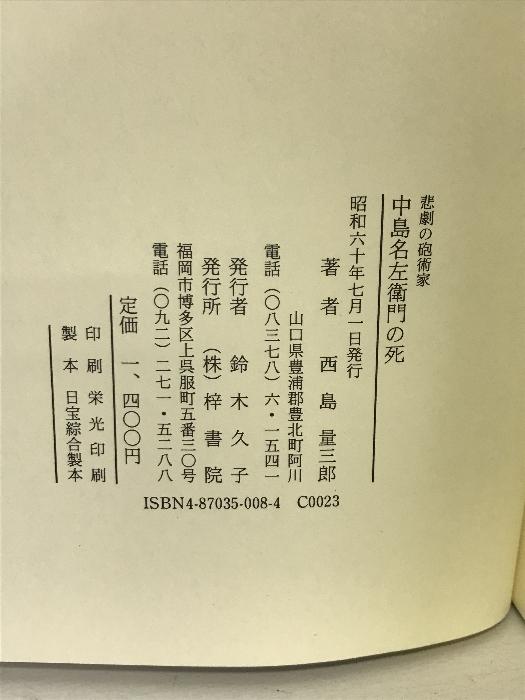 悲劇の砲術家
中島名左衛門の死
昭和六十年七月一日発行
著者 西島量三郎
山口県豊浦郡豊北町阿川
電話(〇八三七八)六・一五四一
発行者 鈴木久子
発行所 (株)梓書院
福岡市博多区上呉服町五番三〇号
電話(〇九二)二七一・五二八八
定価 一、四〇〇円
印刷 栄光印刷
製本 日宝綜合製本
ISBN4-87035-008-4 C0023